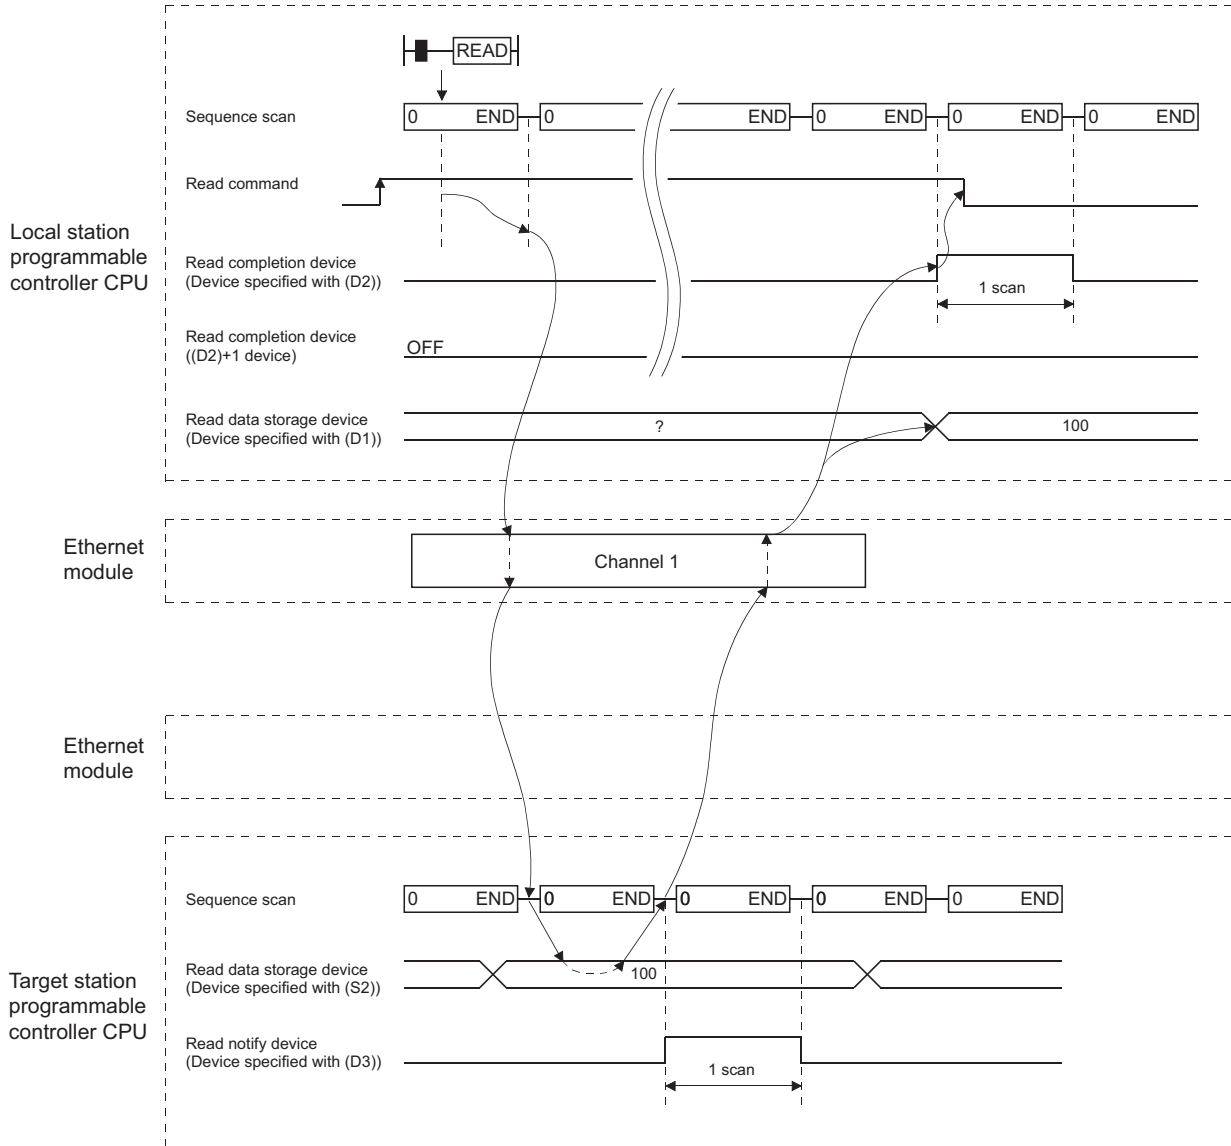 READ
Sequence scan
0 END 0 END 0 END 0 END 0 END
Read command
Local station
programmable
controller CPU
Read completion device
(Device specified with (D2))
1 scan
Read completion device
((D2)+1 device)
OFF
Read data storage device
(Device specified with (D1))
?
100
Ethernet
module
Channel 1
Ethernet
module
Sequence scan
0 END 0 END 0 END 0 END 0 END
Target station
programmable
controller CPU
Read data storage device
(Device specified with (S2))
100
Read notify device
(Device specified with (D3))
1 scan